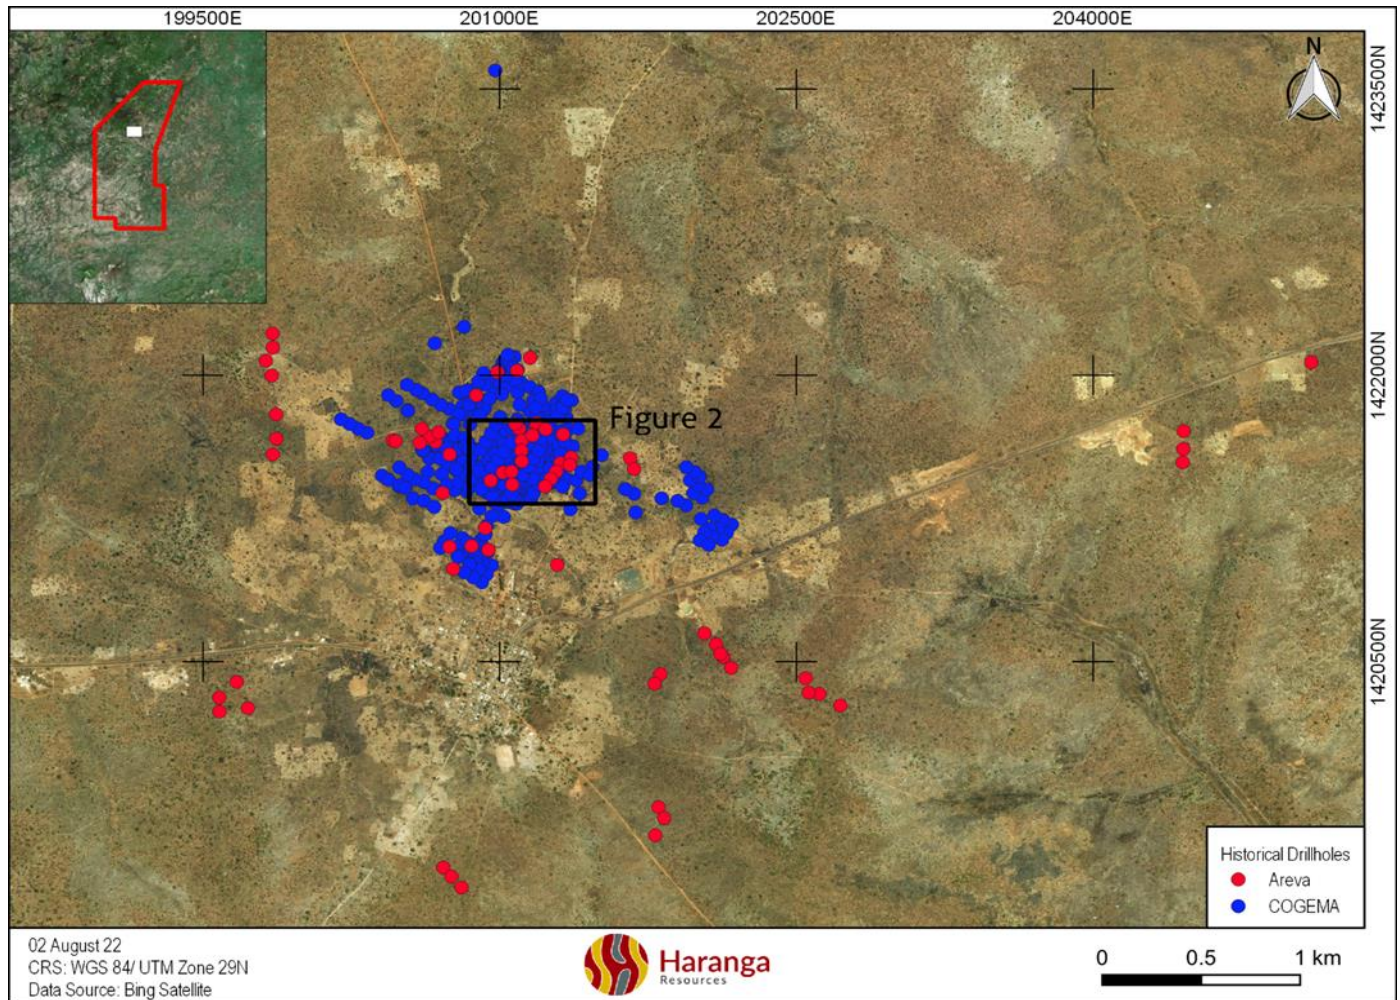 199500E
201000E
202500E
204000E
N
1423500N
1422000N
Figure 2
1420500N
Historical Drillholes
Areva
COGEMA
02 August 22
CRS: WGS 84/ UTM Zone 29N
Data Source: Bing Satellite
Haranga
Resources
0 0.5 1 km